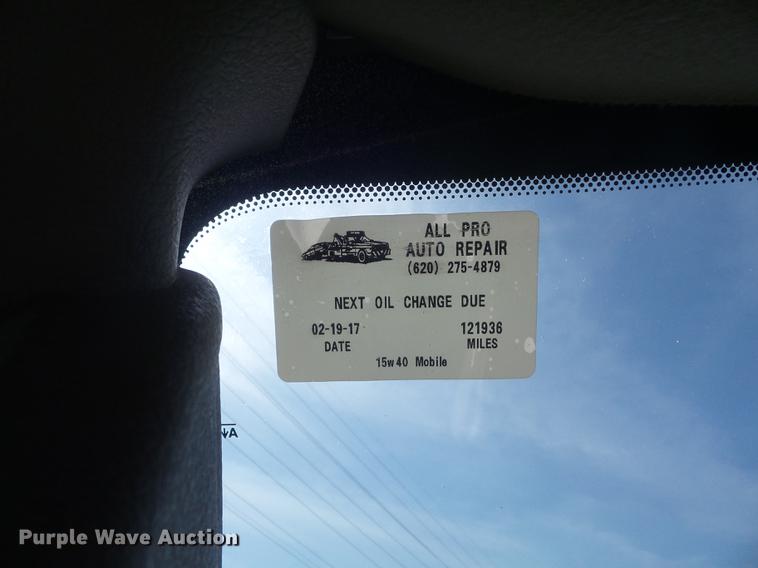 ALL PRO
AUTO REPAIR
(620) 275-4879
NEXT OIL CHANGE DUE
02-19-17 121936
DATE MILES
15w40 Mobile
A
Purple Wave Auction